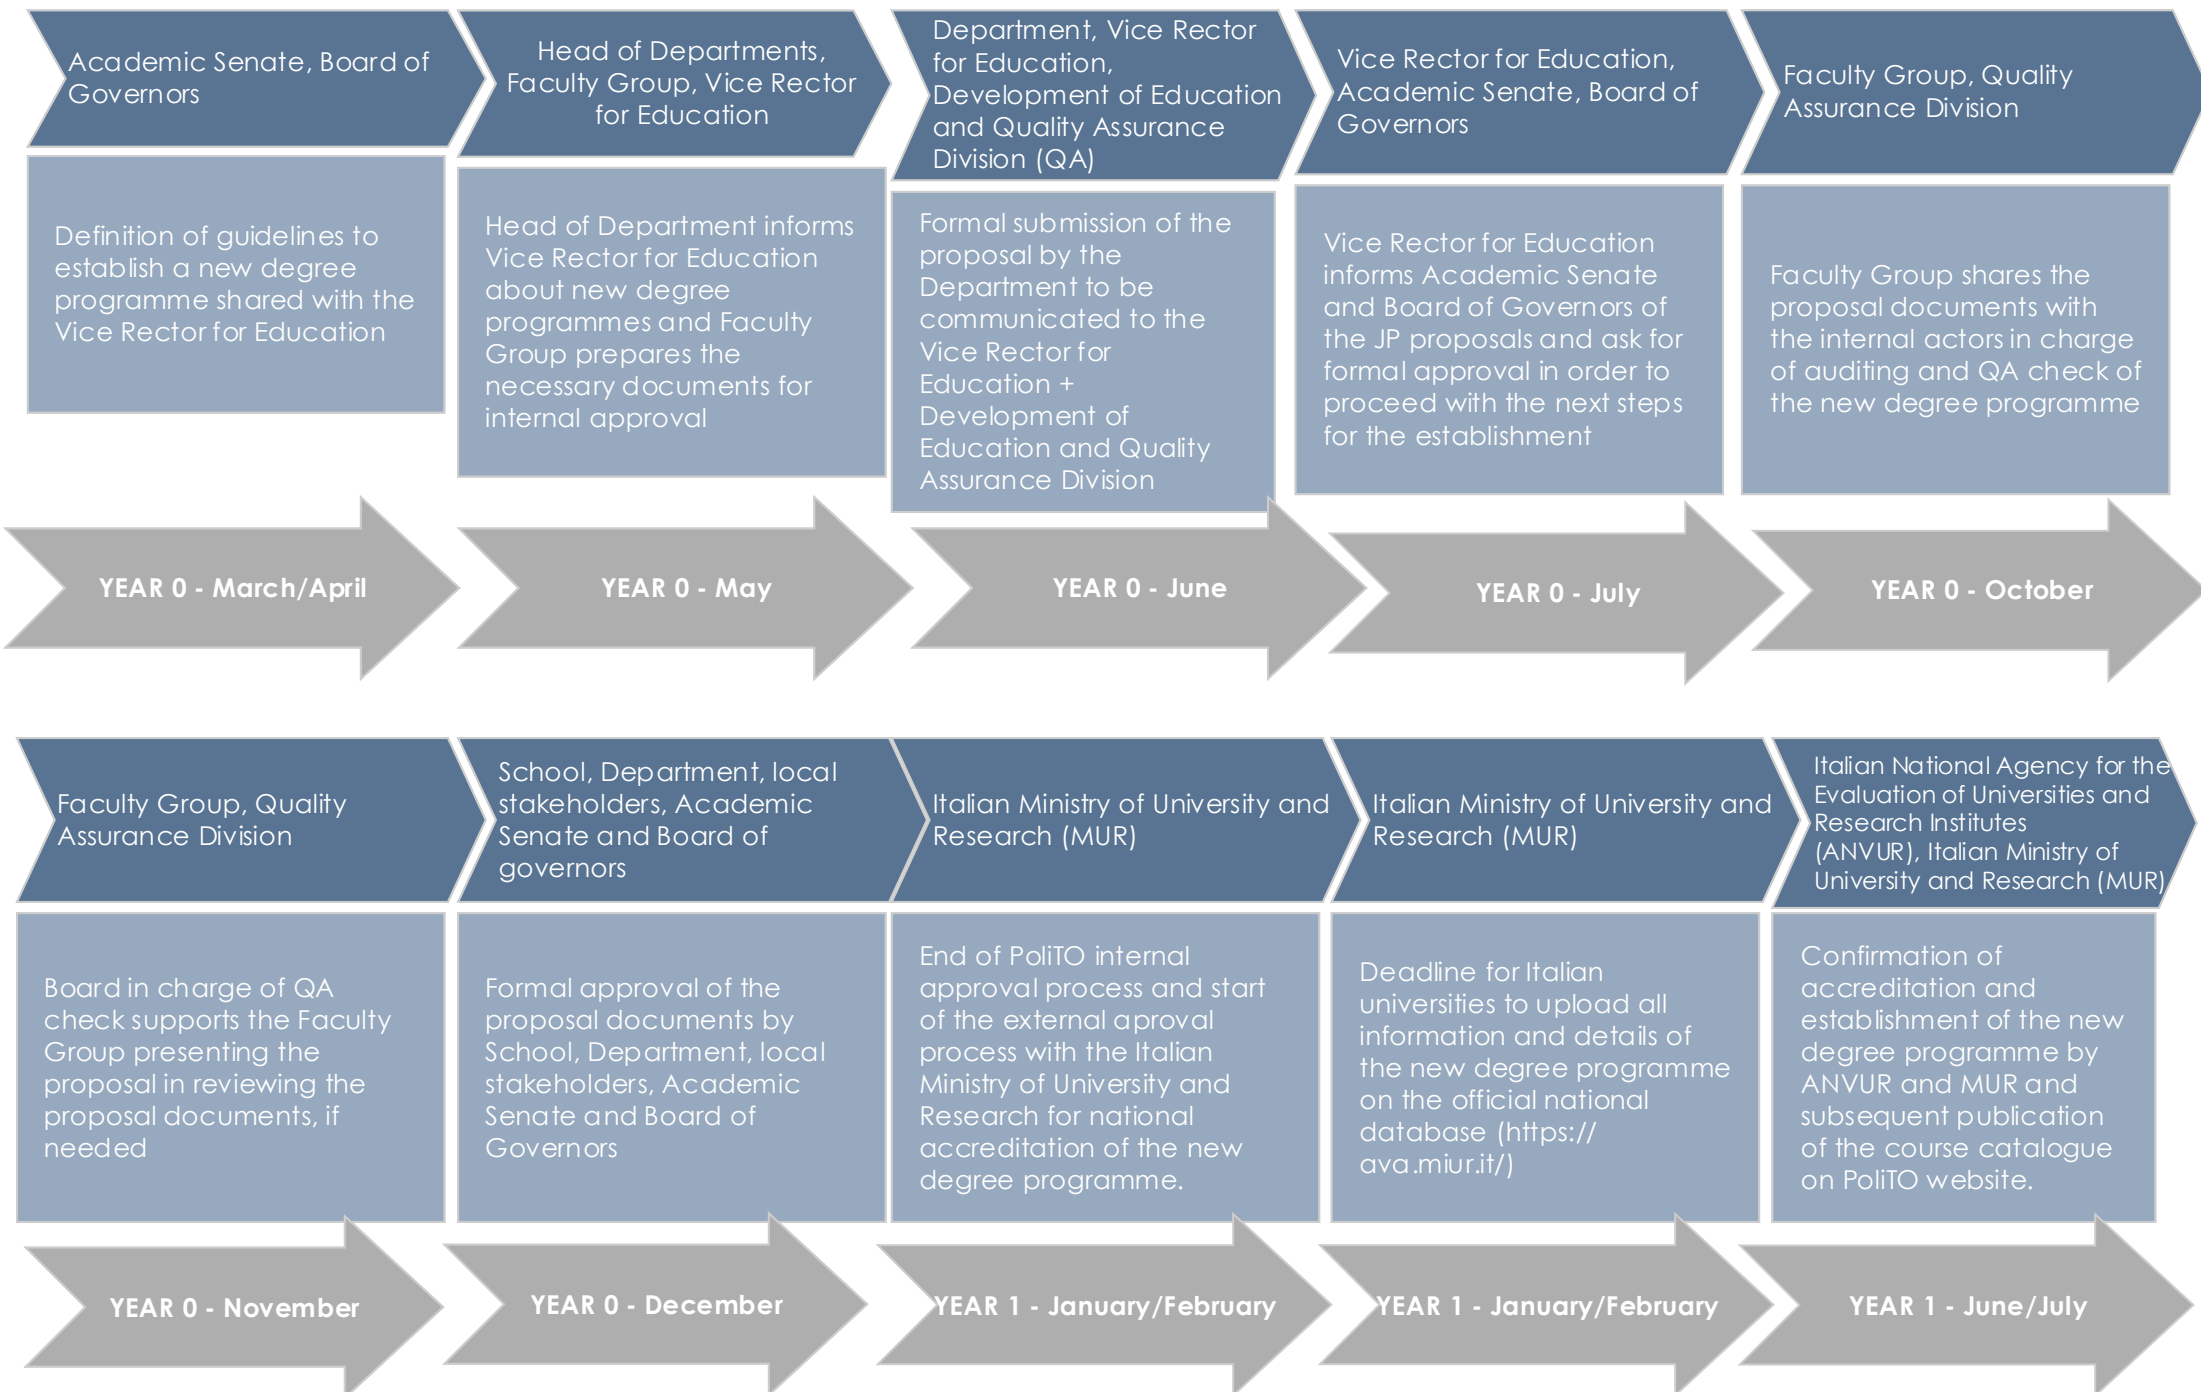 Academic Senate, Board of
Governors
Head of Departments,
Faculty Group, Vice Rector
for Education
Department, Vice Rector
for Education,
Development of Education
and Quality Assurance
Division (QA)
Vice Rector for Education,
Academic Senate, Board of
Governors
Faculty Group, Quality
Assurance Division
Definition of guidelines to
establish a new degree
programme shared with the
Vice Rector for Education
Head of Department informs
Vice Rector for Education
about new degree
programmes and Faculty
Group prepares the
necessary documents for
internal approval
Formal submission of the
proposal by the
Department to be
communicated to the
Vice Rector for
Education +
Development of
Education and Quality
Assurance Division
Vice Rector for Education
informs Academic Senate
and Board of Governors of
the JP proposals and ask for
formal approval in order to
proceed with the next steps
for the establishment
Faculty Group shares the
proposal documents with
the internal actors in charge
of auditing and QA check of
the new degree programme
YEAR 0 - March/April
YEAR 0 - May
YEAR 0 - June
YEAR 0 - July
YEAR 0 - October
Faculty Group, Quality
Assurance Division
School, Department, local
stakeholders, Academic
Senate and Board of
governors
Italian Ministry of University and
Research (MUR)
Italian Ministry of University and
Research (MUR)
Italian National Agency for the
Evaluation of Universities and
Research Institutes
(ANVUR), Italian Ministry of
University and Research (MUR)
Board in charge of QA
check supports the Faculty
Group presenting the
proposal in reviewing the
proposal documents, if
needed
Formal approval of the
proposal documents by
School, Department, local
stakeholders, Academic
Senate and Board of
Governors
End of PoliTO internal
approval process and start
of the external aproval
process with the Italian
Ministry of University and
Research for national
accreditation of the new
degree programme.
Deadline for Italian
universities to upload all
information and details of
the new degree programme
on the official national
database (https://
ava.miur.it/)
Confirmation of
accreditation and
establishment of the new
degree programme by
ANVUR and MUR and
subsequent publication
of the course catalogue
on PoliTO website.
YEAR 0 - November
YEAR 0 - December
YEAR 1 - January/February
YEAR 1 - January/February
YEAR 1 - June/July